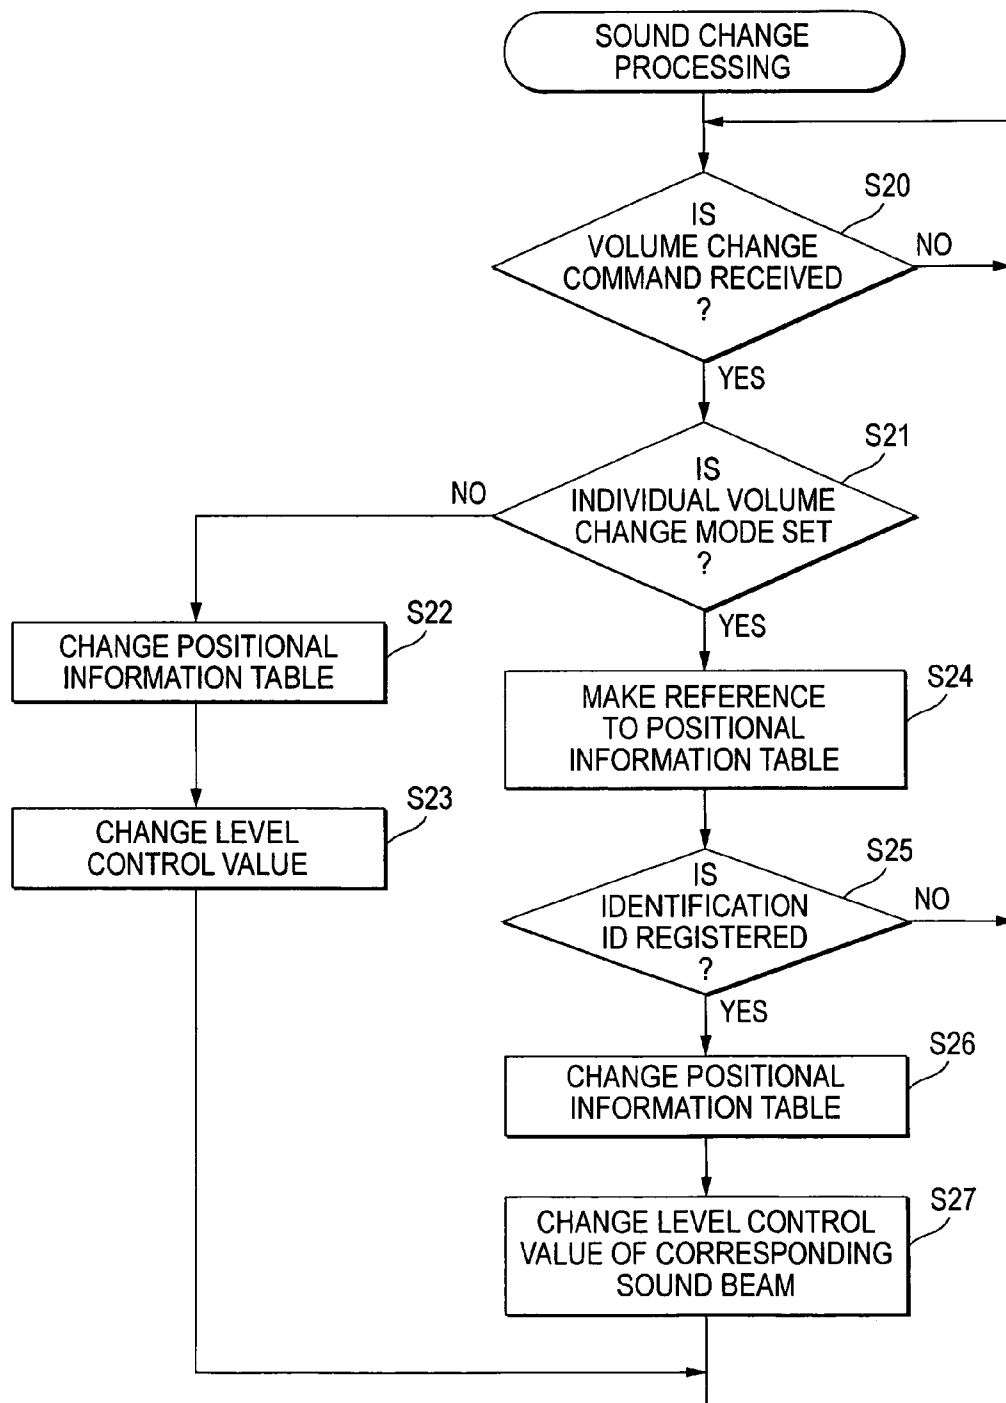 SOUND CHANGE
PROCESSING
S20
IS
VOLUME CHANGE
COMMAND RECEIVED
?
NO
YES
S21
IS
INDIVIDUAL VOLUME
CHANGE MODE SET
?
NO
YES
S22
CHANGE POSITIONAL
INFORMATION TABLE
S23
CHANGE LEVEL
CONTROL VALUE
S24
MAKE REFERENCE
TO POSITIONAL
INFORMATION TABLE
S25
IS
IDENTIFICATION
ID REGISTERED
?
NO
YES
S26
CHANGE POSITIONAL
INFORMATION TABLE
S27
CHANGE LEVEL CONTROL
VALUE OF CORRESPONDING
SOUND BEAM